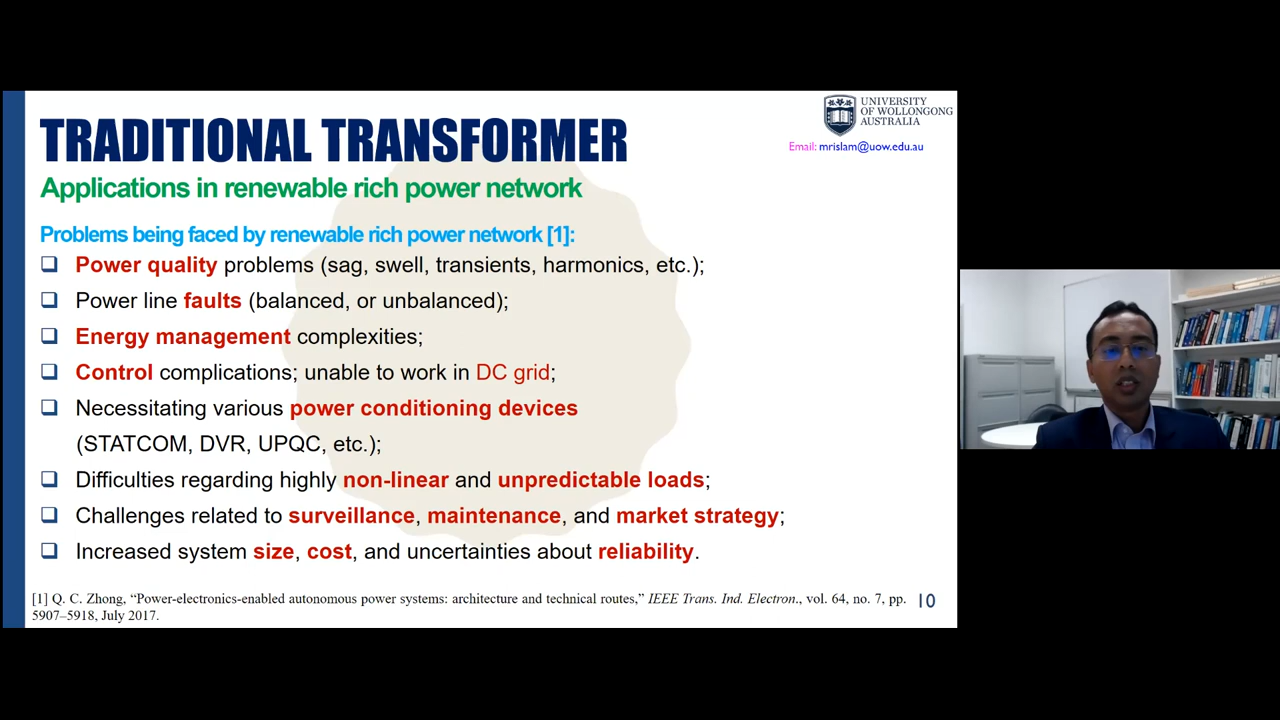 TRADITIONAL TRANSFORMER
UNIVERSITY
OF WOLLONGONG
AUSTRALIA
Email: mrislam@uow.edu.au
Applications in renewable rich power network
Problems being faced by renewable rich power network [1]:
❑ Power quality problems (sag, swell, transients, harmonics, etc.);
❑ Power line faults (balanced, or unbalanced);
❑ Energy management complexities;
❑ Control complications; unable to work in DC grid;
❑ Necessitating various power conditioning devices
(STATCOM, DVR, UPQC, etc.);
❑ Difficulties regarding highly non-linear and unpredictable loads;
❑ Challenges related to surveillance, maintenance, and market strategy;
❑ Increased system size, cost, and uncertainties about reliability.
[1] Q. C. Zhong, “Power-electronics-enabled autonomous power systems: architecture and technical routes,” IEEE Trans. Ind. Electron., vol. 64, no. 7, pp.
5907–5918, July 2017.
10